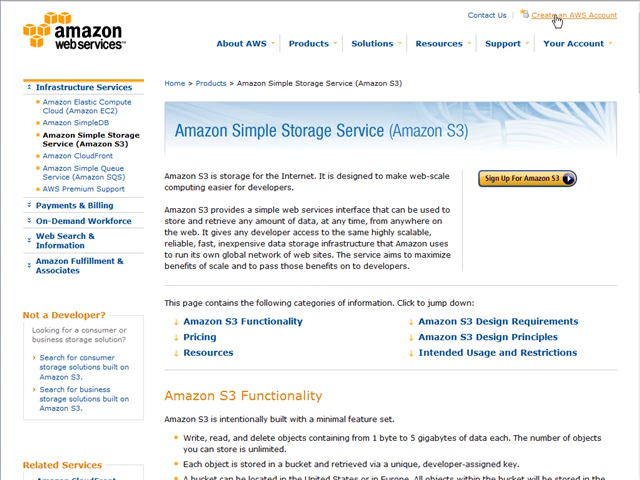 amazon
webservices™
Contact Us
Create an AWS Account
About AWS
Products
Solutions
Resources
Support
Your Account
Infrastructure Services
Amazon Elastic Compute
Cloud (Amazon EC2)
Amazon SimpleDB
Amazon Simple Storage
Service (Amazon S3)
Amazon CloudFront
Amazon Simple Queue
Service (Amazon SQS)
AWS Premium Support
Payments & Billing
On-Demand Workforce
Web Search &
Information
Amazon Fulfillment &
Associates
Not a Developer?
Looking for a consumer or
business storage solution?
Search for consumer
storage solutions built on
Amazon S3.
Search for business
storage solutions built on
Amazon S3.
Related Services
Home > Products > Amazon Simple Storage Service (Amazon S3)
Amazon Simple Storage Service (Amazon S3)
Amazon S3 is storage for the Internet. It is designed to make web-scale
computing easier for developers.
Sign Up For Amazon S3
Amazon S3 provides a simple web services interface that can be used to
store and retrieve any amount of data, at any time, from anywhere on
the web. It gives any developer access to the same highly scalable,
reliable, fast, inexpensive data storage infrastructure that Amazon uses
to run its own global network of web sites. The service aims to maximize
benefits of scale and to pass those benefits on to developers.
This page contains the following categories of information. Click to jump down:
Amazon S3 Functionality
Pricing
Resources
Amazon S3 Design Requirements
Amazon S3 Design Principles
Intended Usage and Restrictions
Amazon S3 Functionality
Amazon S3 is intentionally built with a minimal feature set.
Write, read, and delete objects containing from 1 byte to 5 gigabytes of data each. The number of objects
you can store is unlimited.
Each object is stored in a bucket and retrieved via a unique, developer-assigned key.
A bucket can be located in the United States or in Europe. All objects within the bucket will be stored in the